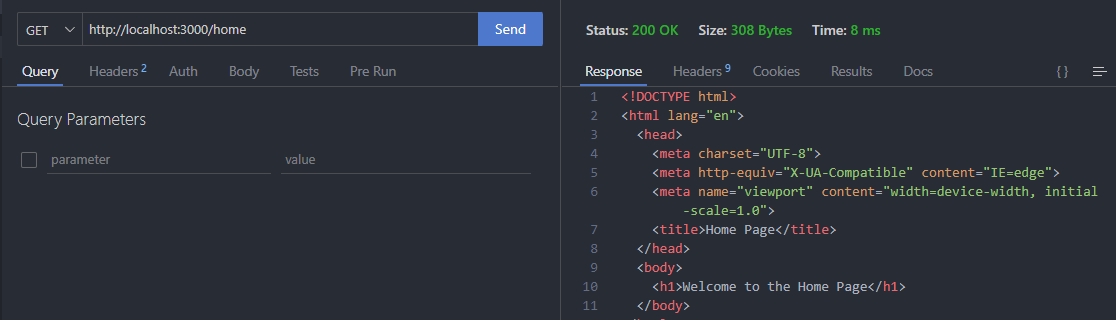 GET http://localhost:3000/home Send
Query Headers 2 Auth Body Tests Pre Run
Query Parameters
parameter value
Status: 200 OK Size: 308 Bytes Time: 8 ms
Response Headers 9 Cookies Results Docs { }
1 <!DOCTYPE html>
2 <html lang="en">
3 <head>
4 <meta charset="UTF-8">
5 <meta http-equiv="X-UA-Compatible" content="IE=edge">
6 <meta name="viewport" content="width=device-width, initial
-scale=1.0">
7 <title>Home Page</title>
8 </head>
9 <body>
10 <h1>Welcome to the Home Page</h1>
11 </body>